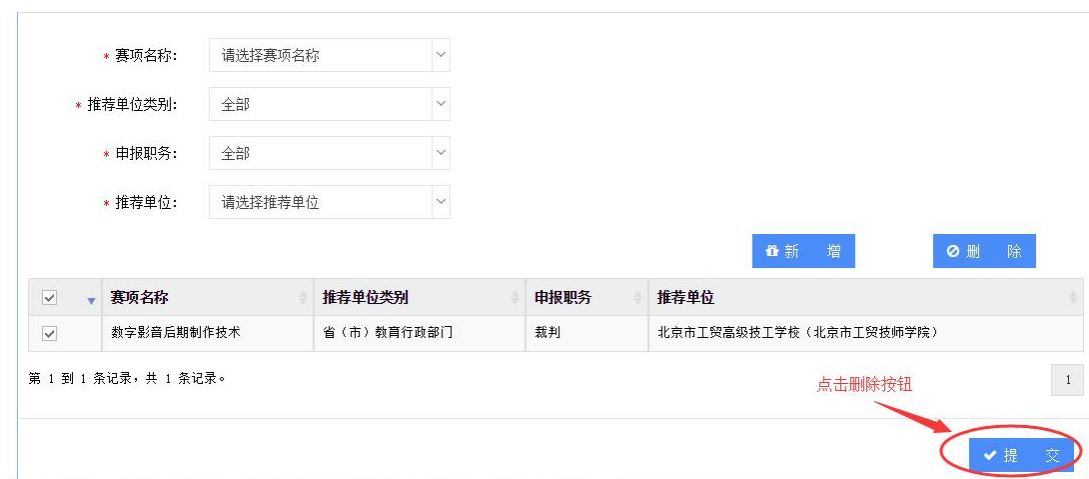 * 赛项名称: 请选择赛项名称
* 推荐单位类别: 全部
* 申报职务: 全部
* 推荐单位: 请选择推荐单位
新 增 删 除
赛项名称 推荐单位类别 申报职务 推荐单位
数字影音后期制作技术 省（市）教育行政部门 裁判 北京市工贸高级技工学校（北京市工贸技师学院）
第 1 到 1 条记录，共 1 条记录。 1
点击删除按钮
提 交